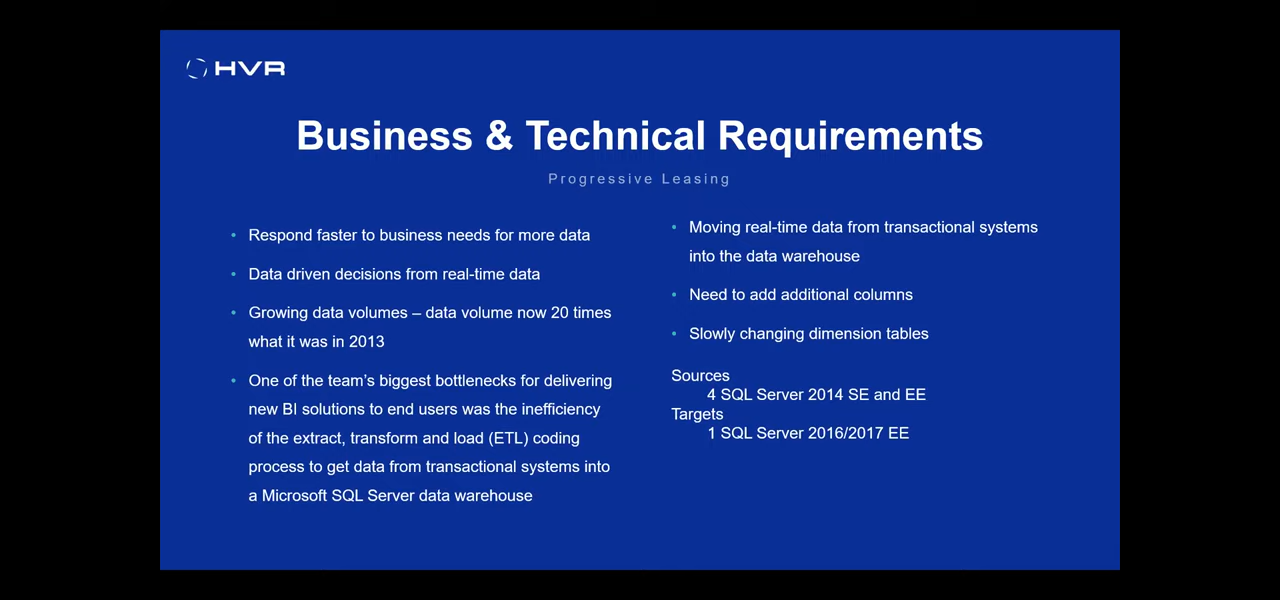 HVR
Business & Technical Requirements
Progressive Leasing
• Respond faster to business needs for more data
• Data driven decisions from real-time data
• Growing data volumes – data volume now 20 times
what it was in 2013
• One of the team’s biggest bottlenecks for delivering
new BI solutions to end users was the inefficiency
of the extract, transform and load (ETL) coding
process to get data from transactional systems into
a Microsoft SQL Server data warehouse
• Moving real-time data from transactional systems
into the data warehouse
• Need to add additional columns
• Slowly changing dimension tables
Sources
4 SQL Server 2014 SE and EE
Targets
1 SQL Server 2016/2017 EE